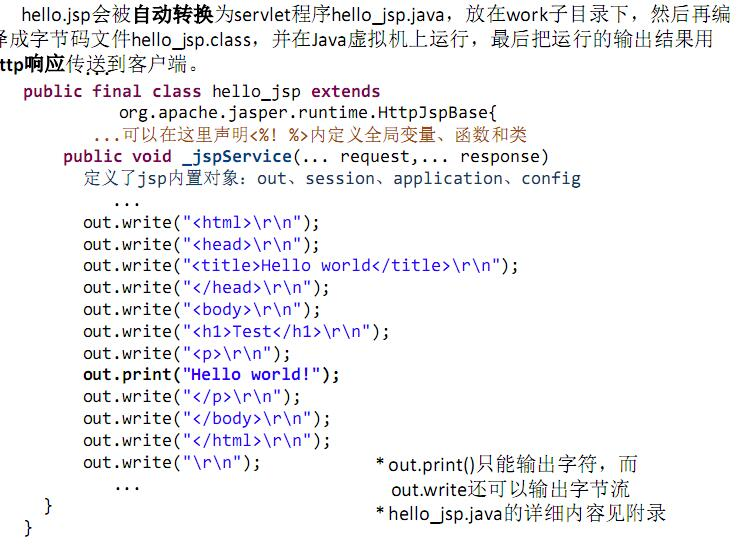 hello.jsp会被自动转换为servlet程序hello_jsp.java，放在work子目录下，然后再编
译成字节码文件hello_jsp.class，并在Java虚拟机上运行，最后把运行的输出结果用
http响应传送到客户端。
...
public final class hello_jsp extends
org.apache.jasper.runtime.HttpJspBase{
...可以在这里声明<%! %>内定义全局变量、函数和类
public void _jspService(... request,... response)
定义了jsp内置对象：out、session、application、config
...
out.write("<html>\r\n");
out.write("<head>\r\n");
out.write("<title>Hello world</title>\r\n");
out.write("</head>\r\n");
out.write("<body>\r\n");
out.write("<h1>Test</h1>\r\n");
out.write("<p>\r\n");
out.print("Hello world!");
out.write("</p>\r\n");
out.write("</body>\r\n");
out.write("</html>\r\n");
out.write("\r\n");
...
}
}
* out.print()只能输出字符，而
out.write还可以输出字节流
* hello_jsp.java的详细内容见附录